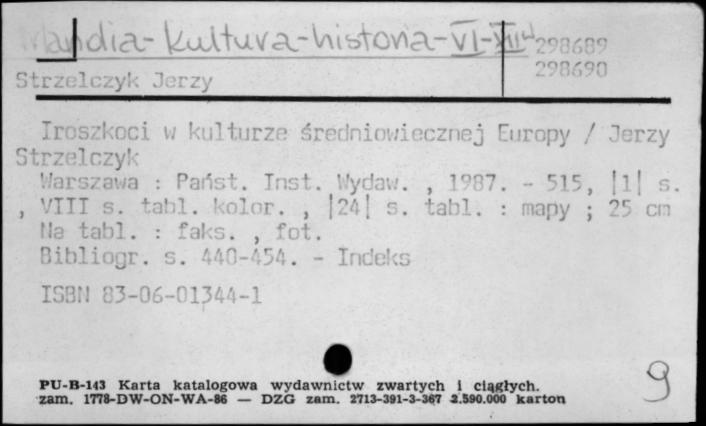 Irlandia - kultura - historia - VI-XII w
298689
298690
Strzelczyk Jerzy
Iroszkoci w kulturze średniowiecznej Europy / Jerzy
Strzelczyk
Warszawa : Państ. Inst. Wydaw. , 1987. - 515, |1| s.
, VIII s. tabl. kolor. , |24| s. tabl. : mapy ; 25 cm
Na tabl. : faks. , fot.
Bibliogr. s. 440-454. - Indeks
ISBN 83-06-01344-1
9
PU-B-143 Karta katalogowa wydawnictw zwartych i ciągłych.
zam. 1778-DW-ON-WA-86 — DZG zam. 2713-391-3-367 2.590.000 karton